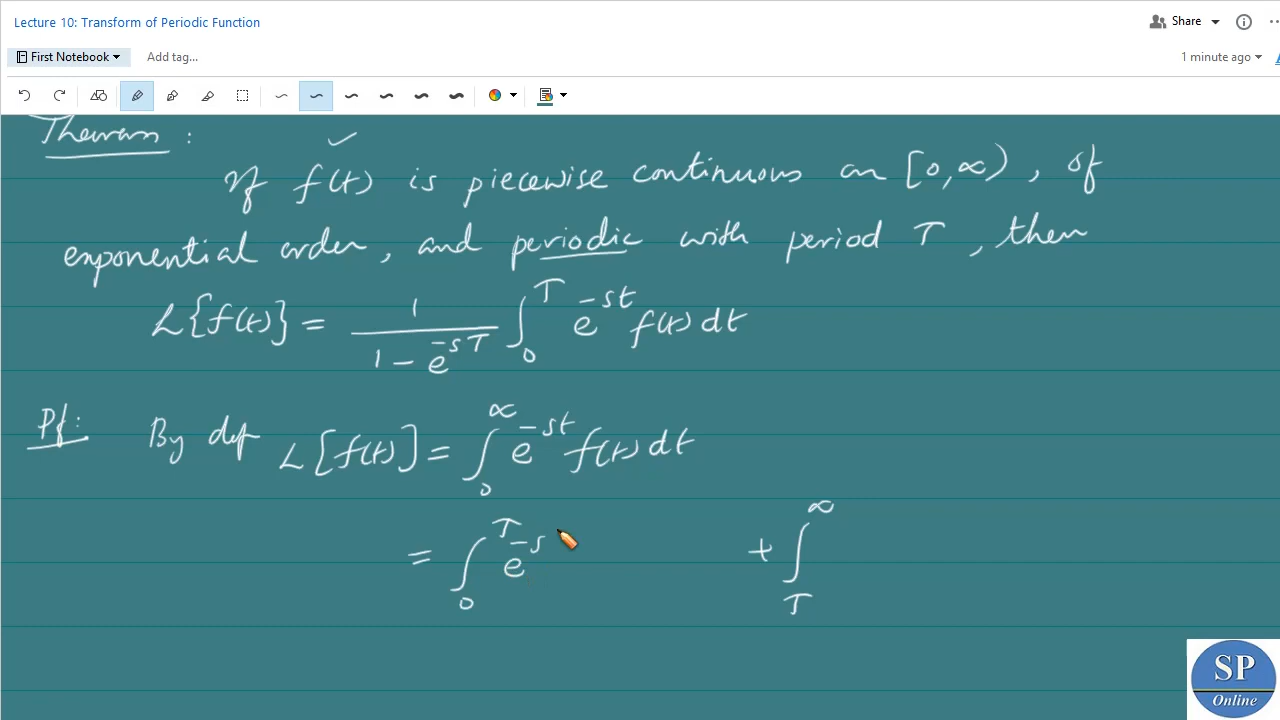 Lecture 10: Transform of Periodic Function
Share
First Notebook
Add tag...
1 minute ago
Theorem :
If f(t) is piecewise continuous on [0,∞), of
exponential order, and periodic with period T, then
L{f(t)} = 1/(1 - e^-sT) ∫_0^T e^-st f(t) dt
Pf: By def L[f(t)] = ∫_0^∞ e^-st f(t) dt
= ∫_0^T e^-s + ∫_T^∞
SP
Online